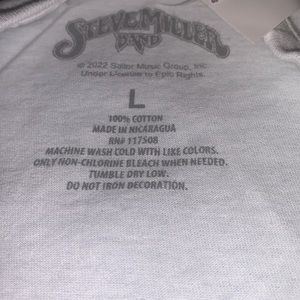 STEVE MILLER
BAND
© 2022 Sailor Music Group, Inc.
Under License to Epic Rights.
L
100% COTTON
MADE IN NICARAGUA
RN# 117508
MACHINE WASH COLD WITH LIKE COLORS.
ONLY NON-CHLORINE BLEACH WHEN NEEDED.
TUMBLE DRY LOW.
DO NOT IRON DECORATION.